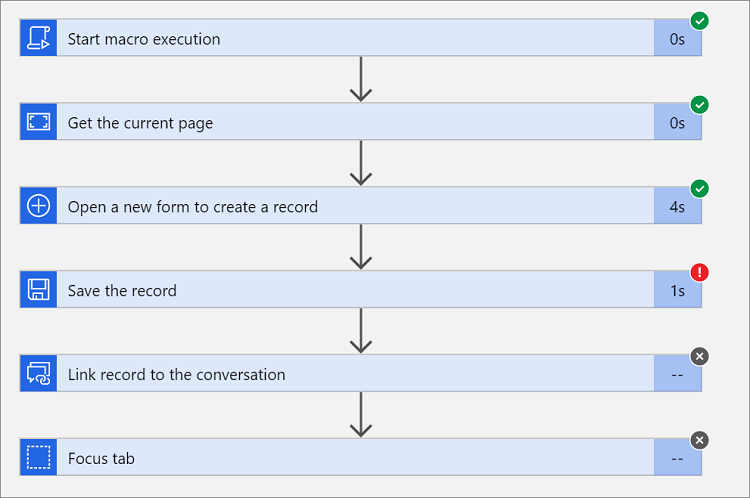 Start macro execution 0s
Get the current page 0s
Open a new form to create a record 4s
Save the record 1s
Link record to the conversation --
Focus tab --